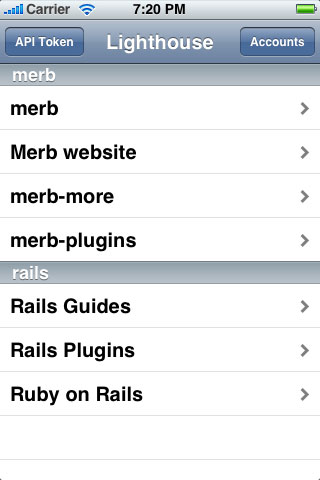 Carrier 7:20 PM
API Token Lighthouse Accounts
merb
merb
Merb website
merb-more
merb-plugins
rails
Rails Guides
Rails Plugins
Ruby on Rails